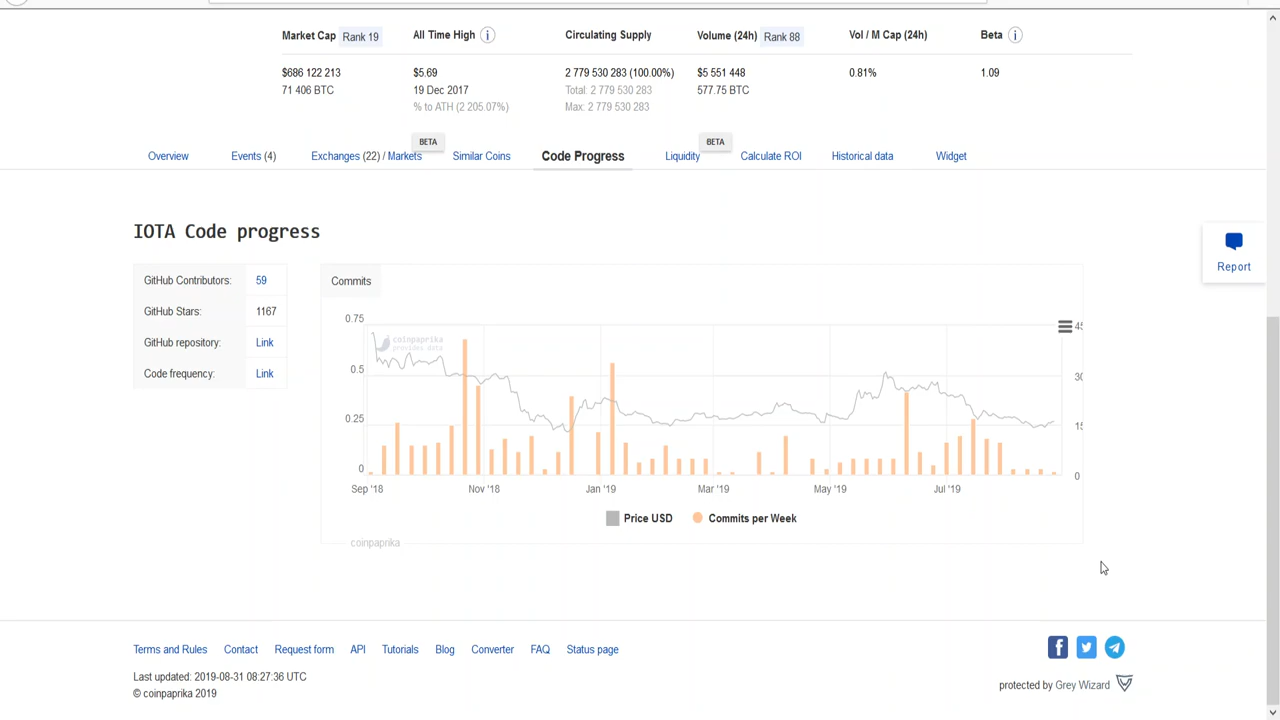 Market Cap Rank 19 All Time High Circulating Supply Volume (24h) Rank 88 Vol / M Cap (24h) Beta
$686 122 213 $5.69 2 779 530 283 (100.00%) $5 551 448 0.81% 1.09
71 406 BTC 19 Dec 2017 Total: 2 779 530 283 577.75 BTC
% to ATH (2 205.07%) Max: 2 779 530 283
BETA BETA
Overview Events (4) Exchanges (22) / Markets Similar Coins Code Progress Liquidity Calculate ROI Historical data Widget
IOTA Code progress
Report
GitHub Contributors: 59
GitHub Stars: 1167
GitHub repository: Link
Code frequency: Link
Commits
0.75 45
coinpaprika
provides data
0.5 30
0.25 15
0 0
Sep '18 Nov '18 Jan '19 Mar '19 May '19 Jul '19
Price USD Commits per Week
coinpaprika
Terms and Rules Contact Request form API Tutorials Blog Converter FAQ Status page
Last updated: 2019-08-31 08:27:36 UTC
© coinpaprika 2019
protected by Grey Wizard